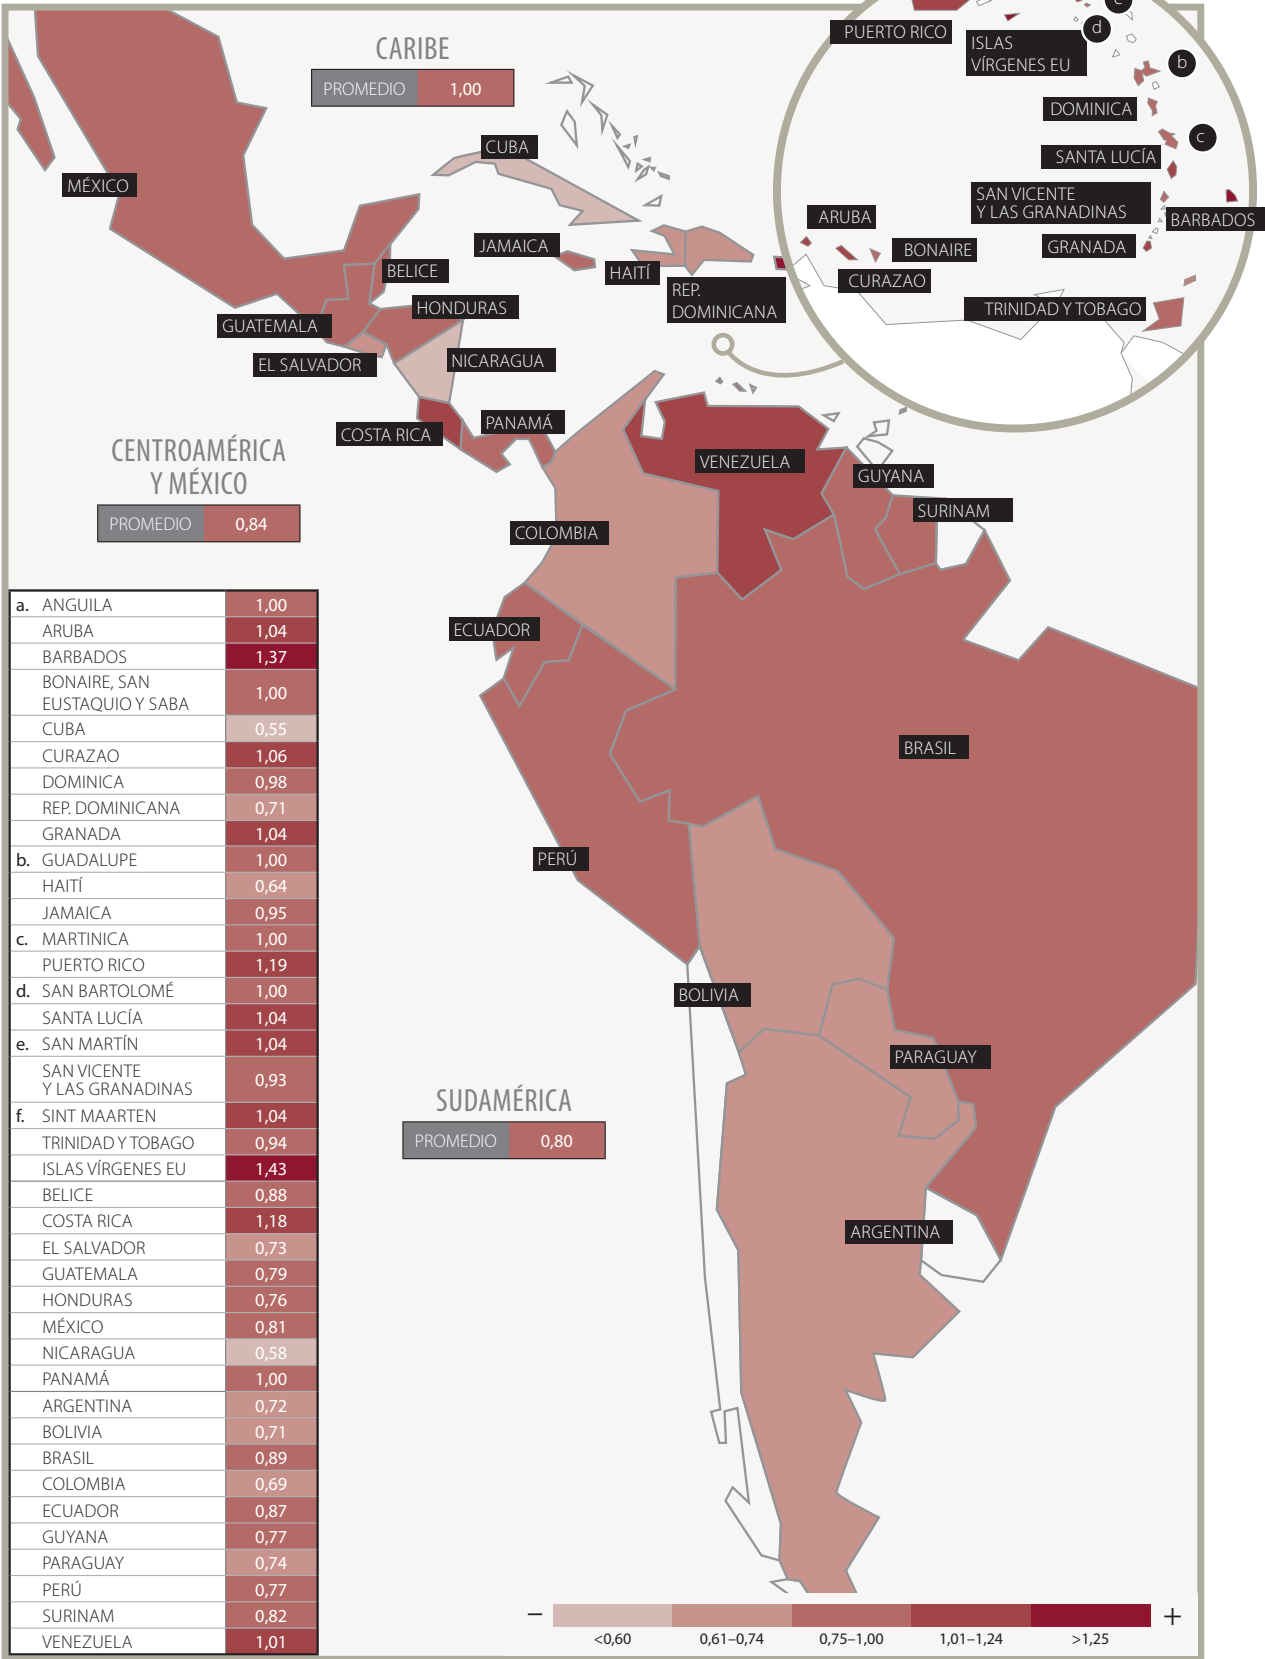 CARIBE
PROMEDIO 1,00
PUERTO RICO
ISLAS
VÍRGENES EU
d
b
DOMINICA
c
SANTA LUCÍA
SAN VICENTE
Y LAS GRANADINAS
BARBADOS
ARUBA
BONAIRE
GRANADA
CURAZAO
TRINIDAD Y TOBAGO
CUBA
MÉXICO
JAMAICA
HAITÍ
BELICE
REP.
DOMINICANA
HONDURAS
GUATEMALA
EL SALVADOR
NICARAGUA
COSTA RICA
PANAMÁ
CENTROAMÉRICA
Y MÉXICO
PROMEDIO 0,84
VENEZUELA
GUYANA
SURINAM
COLOMBIA
ECUADOR
BRASIL
PERÚ
BOLIVIA
PARAGUAY
SUDAMÉRICA
PROMEDIO 0,80
ARGENTINA
a. ANGUILA 1,00
ARUBA 1,04
BARBADOS 1,37
BONAIRE, SAN
EUSTAQUIO Y SABA 1,00
CUBA 0,55
CURAZAO 1,06
DOMINICA 0,98
REP. DOMINICANA 0,71
GRANADA 1,04
b. GUADALUPE 1,00
HAITÍ 0,64
JAMAICA 0,95
c. MARTINICA 1,00
PUERTO RICO 1,19
d. SAN BARTOLOMÉ 1,00
SANTA LUCÍA 1,04
e. SAN MARTÍN 1,04
SAN VICENTE
Y LAS GRANADINAS 0,93
f. SINT MAARTEN 1,04
TRINIDAD Y TOBAGO 0,94
ISLAS VÍRGENES EU 1,43
BELICE 0,88
COSTA RICA 1,18
EL SALVADOR 0,73
GUATEMALA 0,79
HONDURAS 0,76
MÉXICO 0,81
NICARAGUA 0,58
PANAMÁ 1,00
ARGENTINA 0,72
BOLIVIA 0,71
BRASIL 0,89
COLOMBIA 0,69
ECUADOR 0,87
GUYANA 0,77
PARAGUAY 0,74
PERÚ 0,77
SURINAM 0,82
VENEZUELA 1,01
− +
<0,60 0,61–0,74 0,75–1,00 1,01–1,24 >1,25